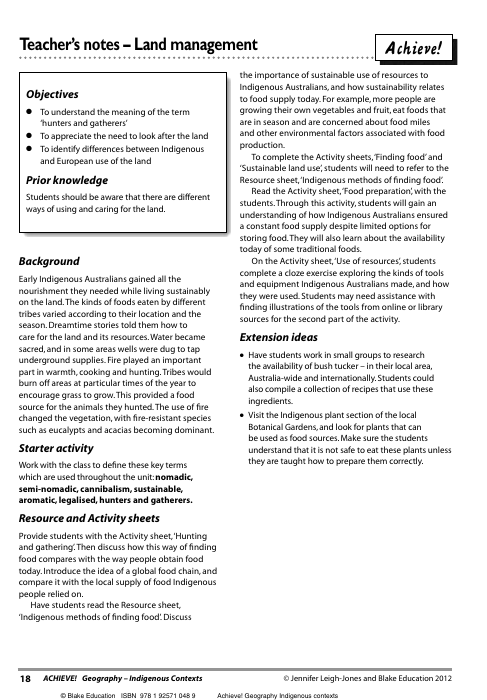 Teacher's notes – Land management
Achieve!
Objectives
● To understand the meaning of the term
'hunters and gatherers'
● To appreciate the need to look after the land
● To identify differences between Indigenous
and European use of the land
Prior knowledge
Students should be aware that there are different
ways of using and caring for the land.
Background
Early Indigenous Australians gained all the
nourishment they needed while living sustainably
on the land. The kinds of foods eaten by different
tribes varied according to their location and the
season. Dreamtime stories told them how to
care for the land and its resources. Water became
sacred, and in some areas wells were dug to tap
underground supplies. Fire played an important
part in warmth, cooking and hunting. Tribes would
burn off areas at particular times of the year to
encourage grass to grow. This provided a food
source for the animals they hunted. The use of fire
changed the vegetation, with fire-resistant species
such as eucalypts and acacias becoming dominant.
Starter activity
Work with the class to define these key terms
which are used throughout the unit: nomadic,
semi-nomadic, cannibalism, sustainable,
aromatic, legalised, hunters and gatherers.
Resource and Activity sheets
Provide students with the Activity sheet, 'Hunting
and gathering'. Then discuss how this way of finding
food compares with the way people obtain food
today. Introduce the idea of a global food chain, and
compare it with the local supply of food Indigenous
people relied on.
Have students read the Resource sheet,
'Indigenous methods of finding food'. Discuss
the importance of sustainable use of resources to
Indigenous Australians, and how sustainability relates
to food supply today. For example, more people are
growing their own vegetables and fruit, eat foods that
are in season and are concerned about food miles
and other environmental factors associated with food
production.
To complete the Activity sheets, 'Finding food' and
'Sustainable land use', students will need to refer to the
Resource sheet, 'Indigenous methods of finding food'.
Read the Activity sheet, 'Food preparation', with the
students. Through this activity, students will gain an
understanding of how Indigenous Australians ensured
a constant food supply despite limited options for
storing food. They will also learn about the availability
today of some traditional foods.
On the Activity sheet, 'Use of resources', students
complete a cloze exercise exploring the kinds of tools
and equipment Indigenous Australians made, and how
they were used. Students may need assistance with
finding illustrations of the tools from online or library
sources for the second part of the activity.
Extension ideas
● Have students work in small groups to research
the availability of bush tucker – in their local area,
Australia-wide and internationally. Students could
also compile a collection of recipes that use these
ingredients.
● Visit the Indigenous plant section of the local
Botanical Gardens, and look for plants that can
be used as food sources. Make sure the students
understand that it is not safe to eat these plants unless
they are taught how to prepare them correctly.
18 ACHIEVE! Geography – Indigenous Contexts
© Jennifer Leigh-Jones and Blake Education 2012
© Blake Education ISBN 978 1 92571 048 9 Achieve! Geography Indigenous contexts